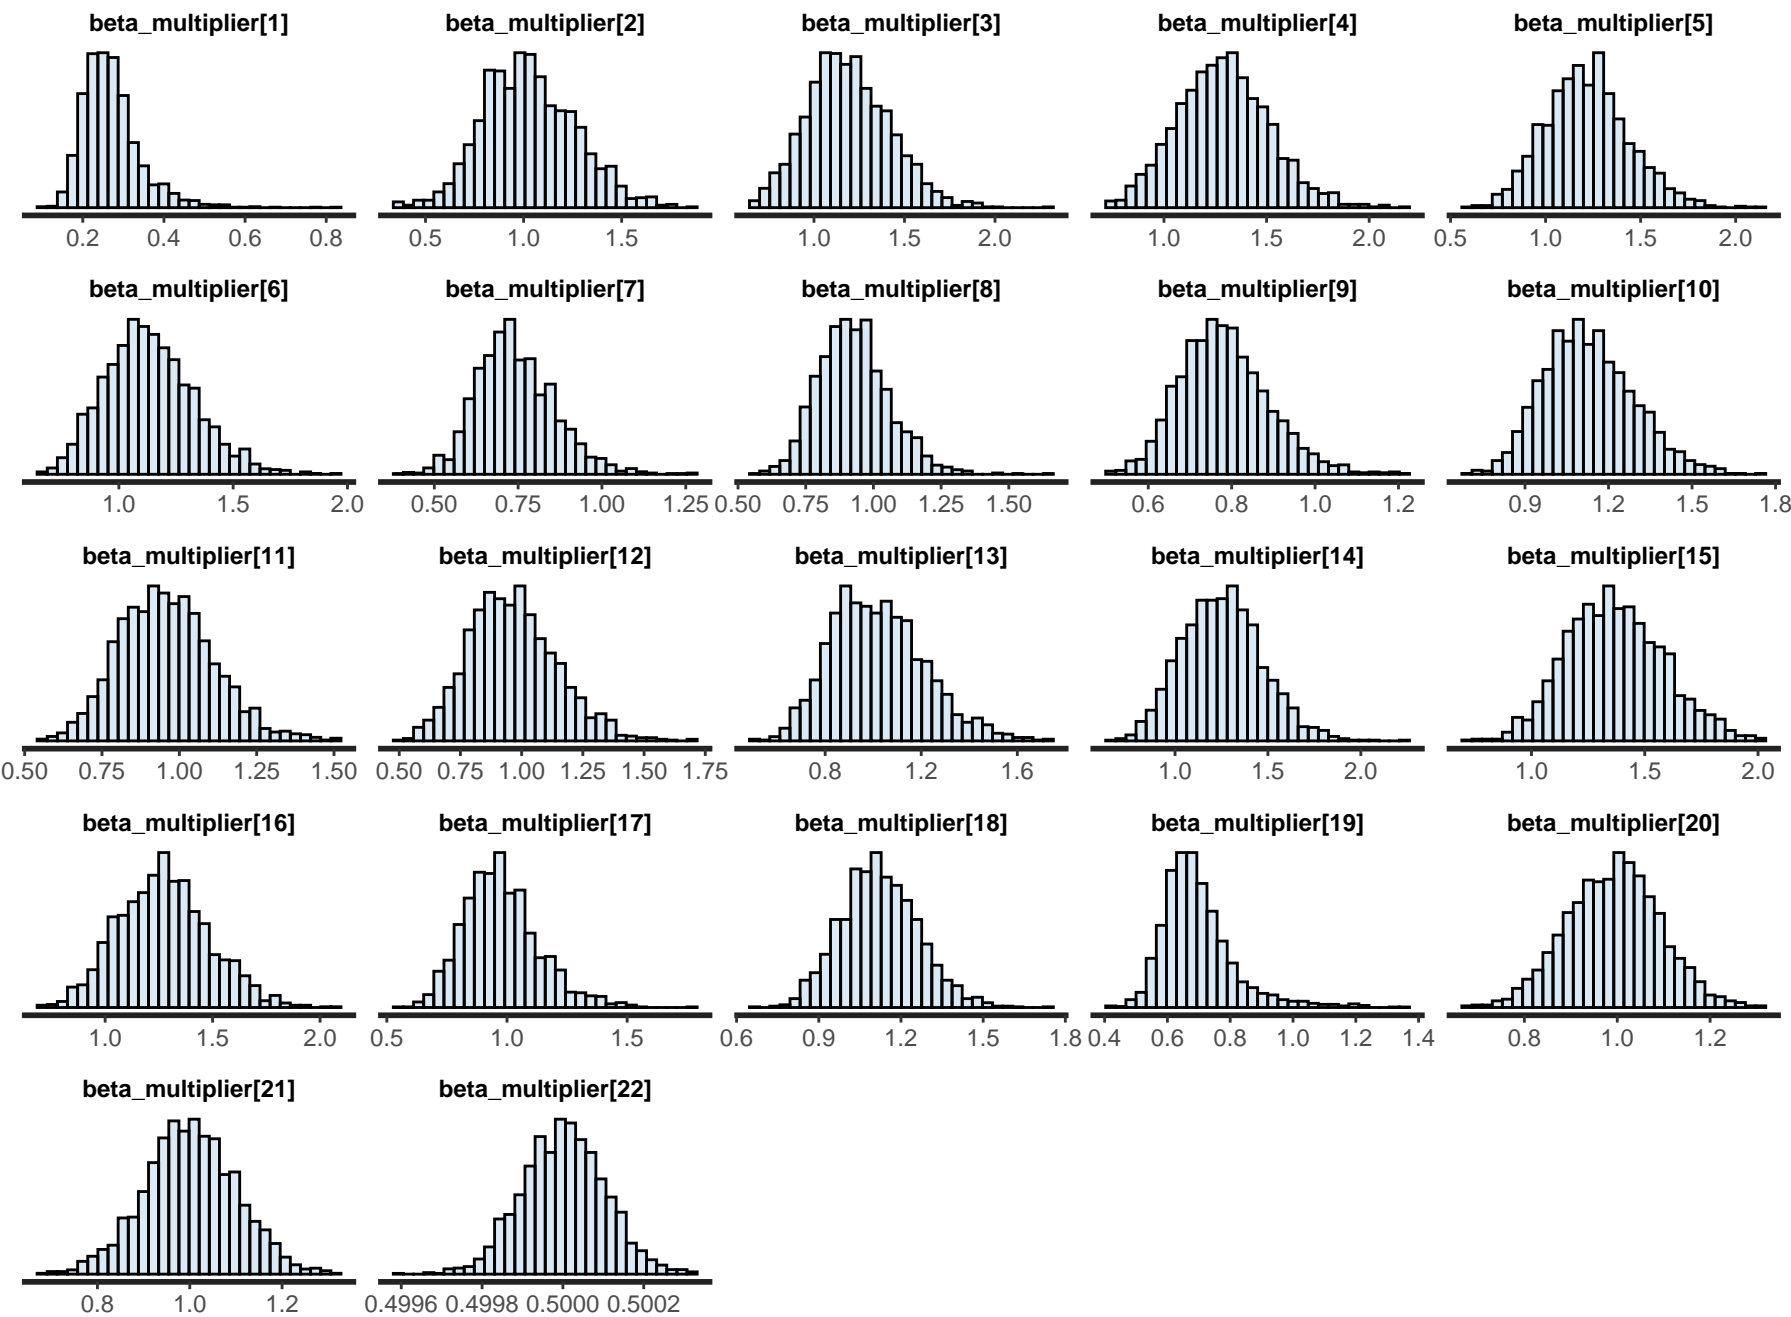 beta_multiplier[1] beta_multiplier[2] beta_multiplier[3] beta_multiplier[4] beta_multiplier[5]
0.2 0.4 0.6 0.8 0.5 1.0 1.5 1.0 1.5 2.0 1.0 1.5 2.0 0.5 1.0 1.5 2.0
beta_multiplier[6] beta_multiplier[7] beta_multiplier[8] beta_multiplier[9] beta_multiplier[10]
1.0 1.5 2.0 0.50 0.75 1.00 1.25 0.50 0.75 1.00 1.25 1.50 0.6 0.8 1.0 1.2 0.9 1.2 1.5 1.8
beta_multiplier[11] beta_multiplier[12] beta_multiplier[13] beta_multiplier[14] beta_multiplier[15]
0.50 0.75 1.00 1.25 1.50 0.50 0.75 1.00 1.25 1.50 1.75 0.8 1.2 1.6 1.0 1.5 2.0 1.0 1.5 2.0
beta_multiplier[16] beta_multiplier[17] beta_multiplier[18] beta_multiplier[19] beta_multiplier[20]
1.0 1.5 2.0 0.5 1.0 1.5 0.6 0.9 1.2 1.5 1.8 0.4 0.6 0.8 1.0 1.2 1.4 0.8 1.0 1.2
beta_multiplier[21] beta_multiplier[22]
0.8 1.0 1.2 0.4996 0.4998 0.5000 0.5002